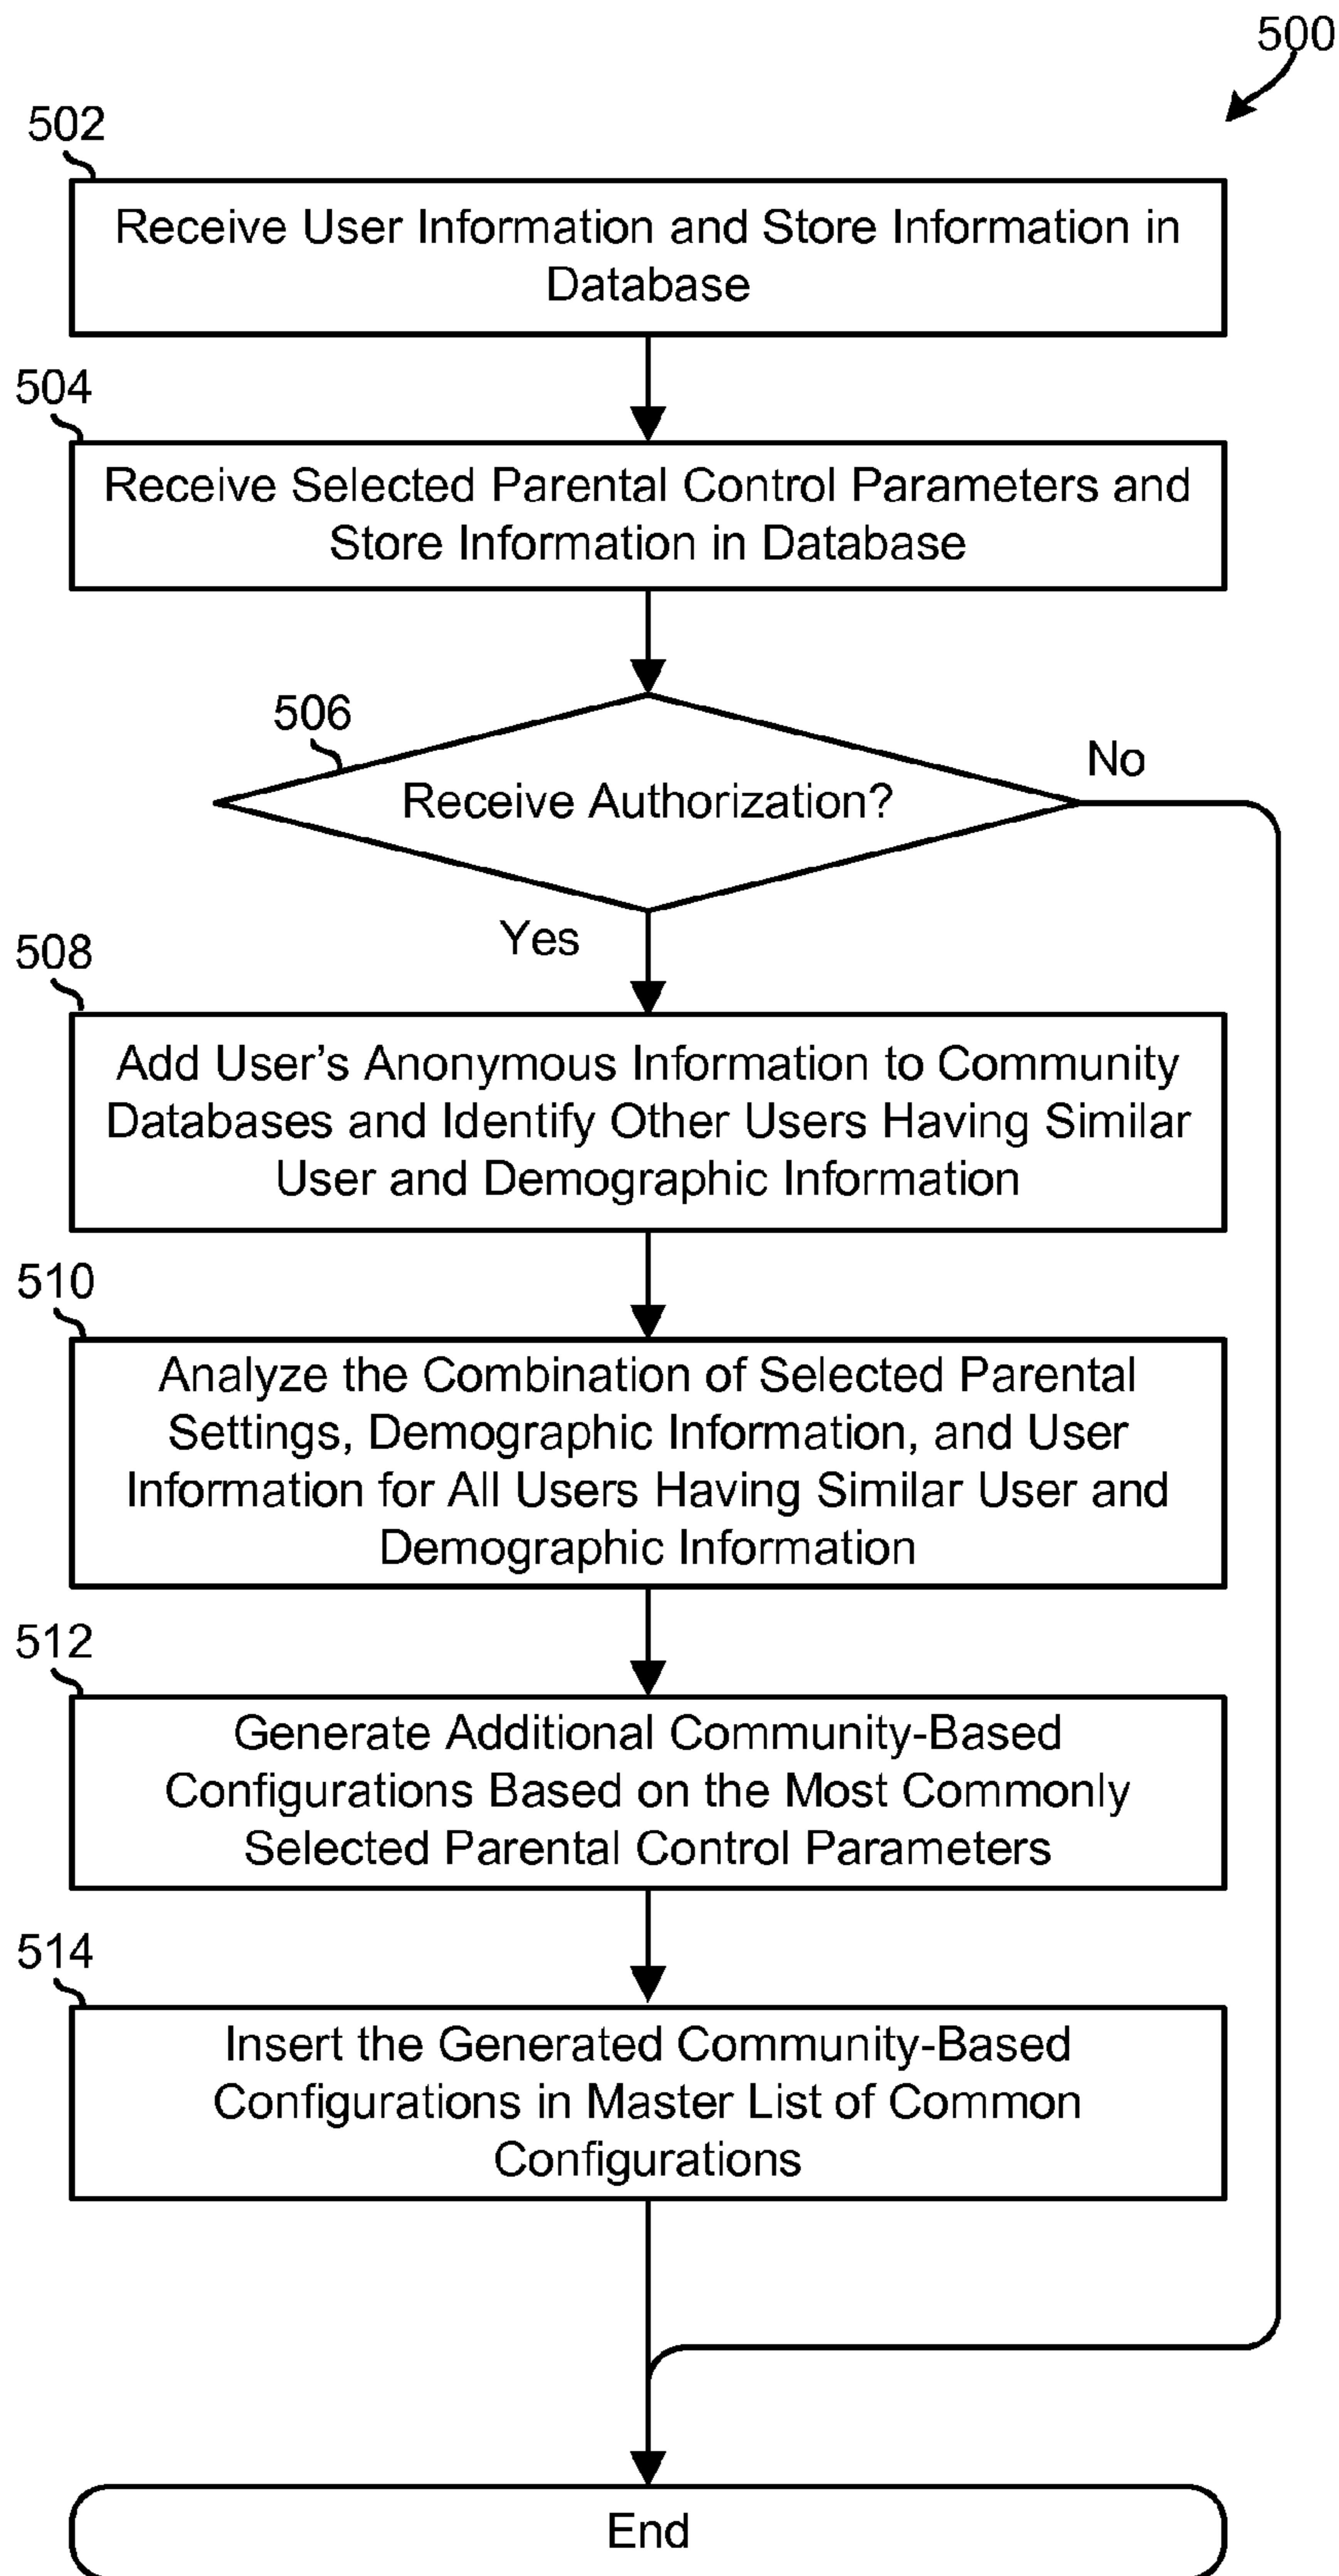 500
502
Receive User Information and Store Information in
Database
504
Receive Selected Parental Control Parameters and
Store Information in Database
506
Receive Authorization?
No
Yes
508
Add User's Anonymous Information to Community
Databases and Identify Other Users Having Similar
User and Demographic Information
510
Analyze the Combination of Selected Parental
Settings, Demographic Information, and User
Information for All Users Having Similar User and
Demographic Information
512
Generate Additional Community-Based
Configurations Based on the Most Commonly
Selected Parental Control Parameters
514
Insert the Generated Community-Based
Configurations in Master List of Common
Configurations
End